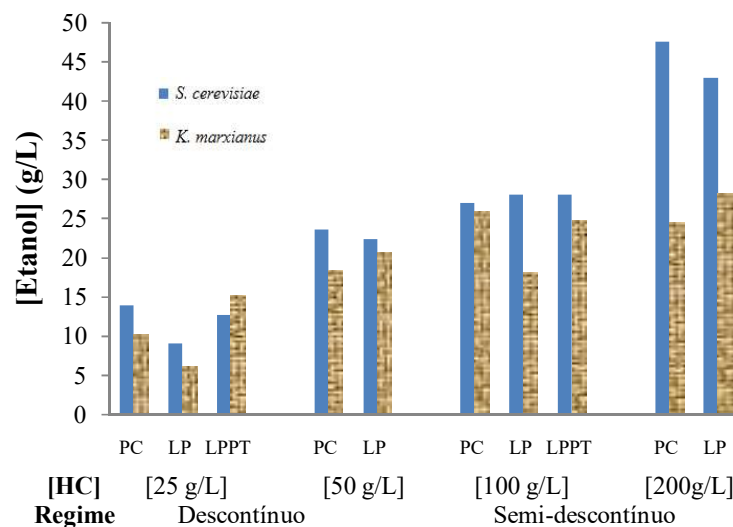 50
45
40
35
30
25
20
15
10
5
0
[Etanol] (g/L)
S. cerevisiae
K. marxianus
PC LP LPPT PC LP PC LP LPPT PC LP
[HC] [25 g/L] [50 g/L] [100 g/L] [200g/L]
Regime Descontínuo Semi-descontínuo